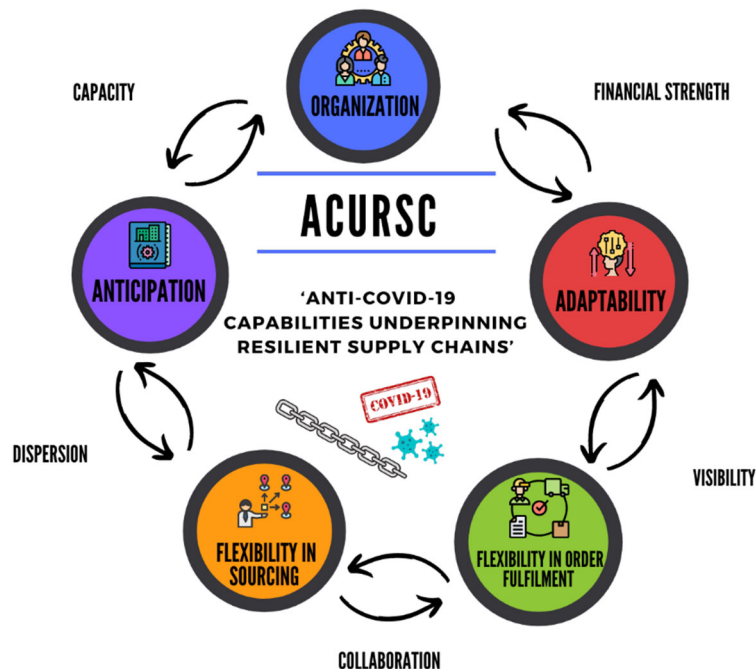 ORGANIZATION
CAPACITY
FINANCIAL STRENGTH
ACURSC
ANTICIPATION
ADAPTABILITY
‘ANTI-COVID-19
CAPABILITIES UNDERPINNING
RESILIENT SUPPLY CHAINS’
COVID-19
DISPERSION
VISIBILITY
FLEXIBILITY IN
SOURCING
FLEXIBILITY IN ORDER
FULFILMENT
COLLABORATION